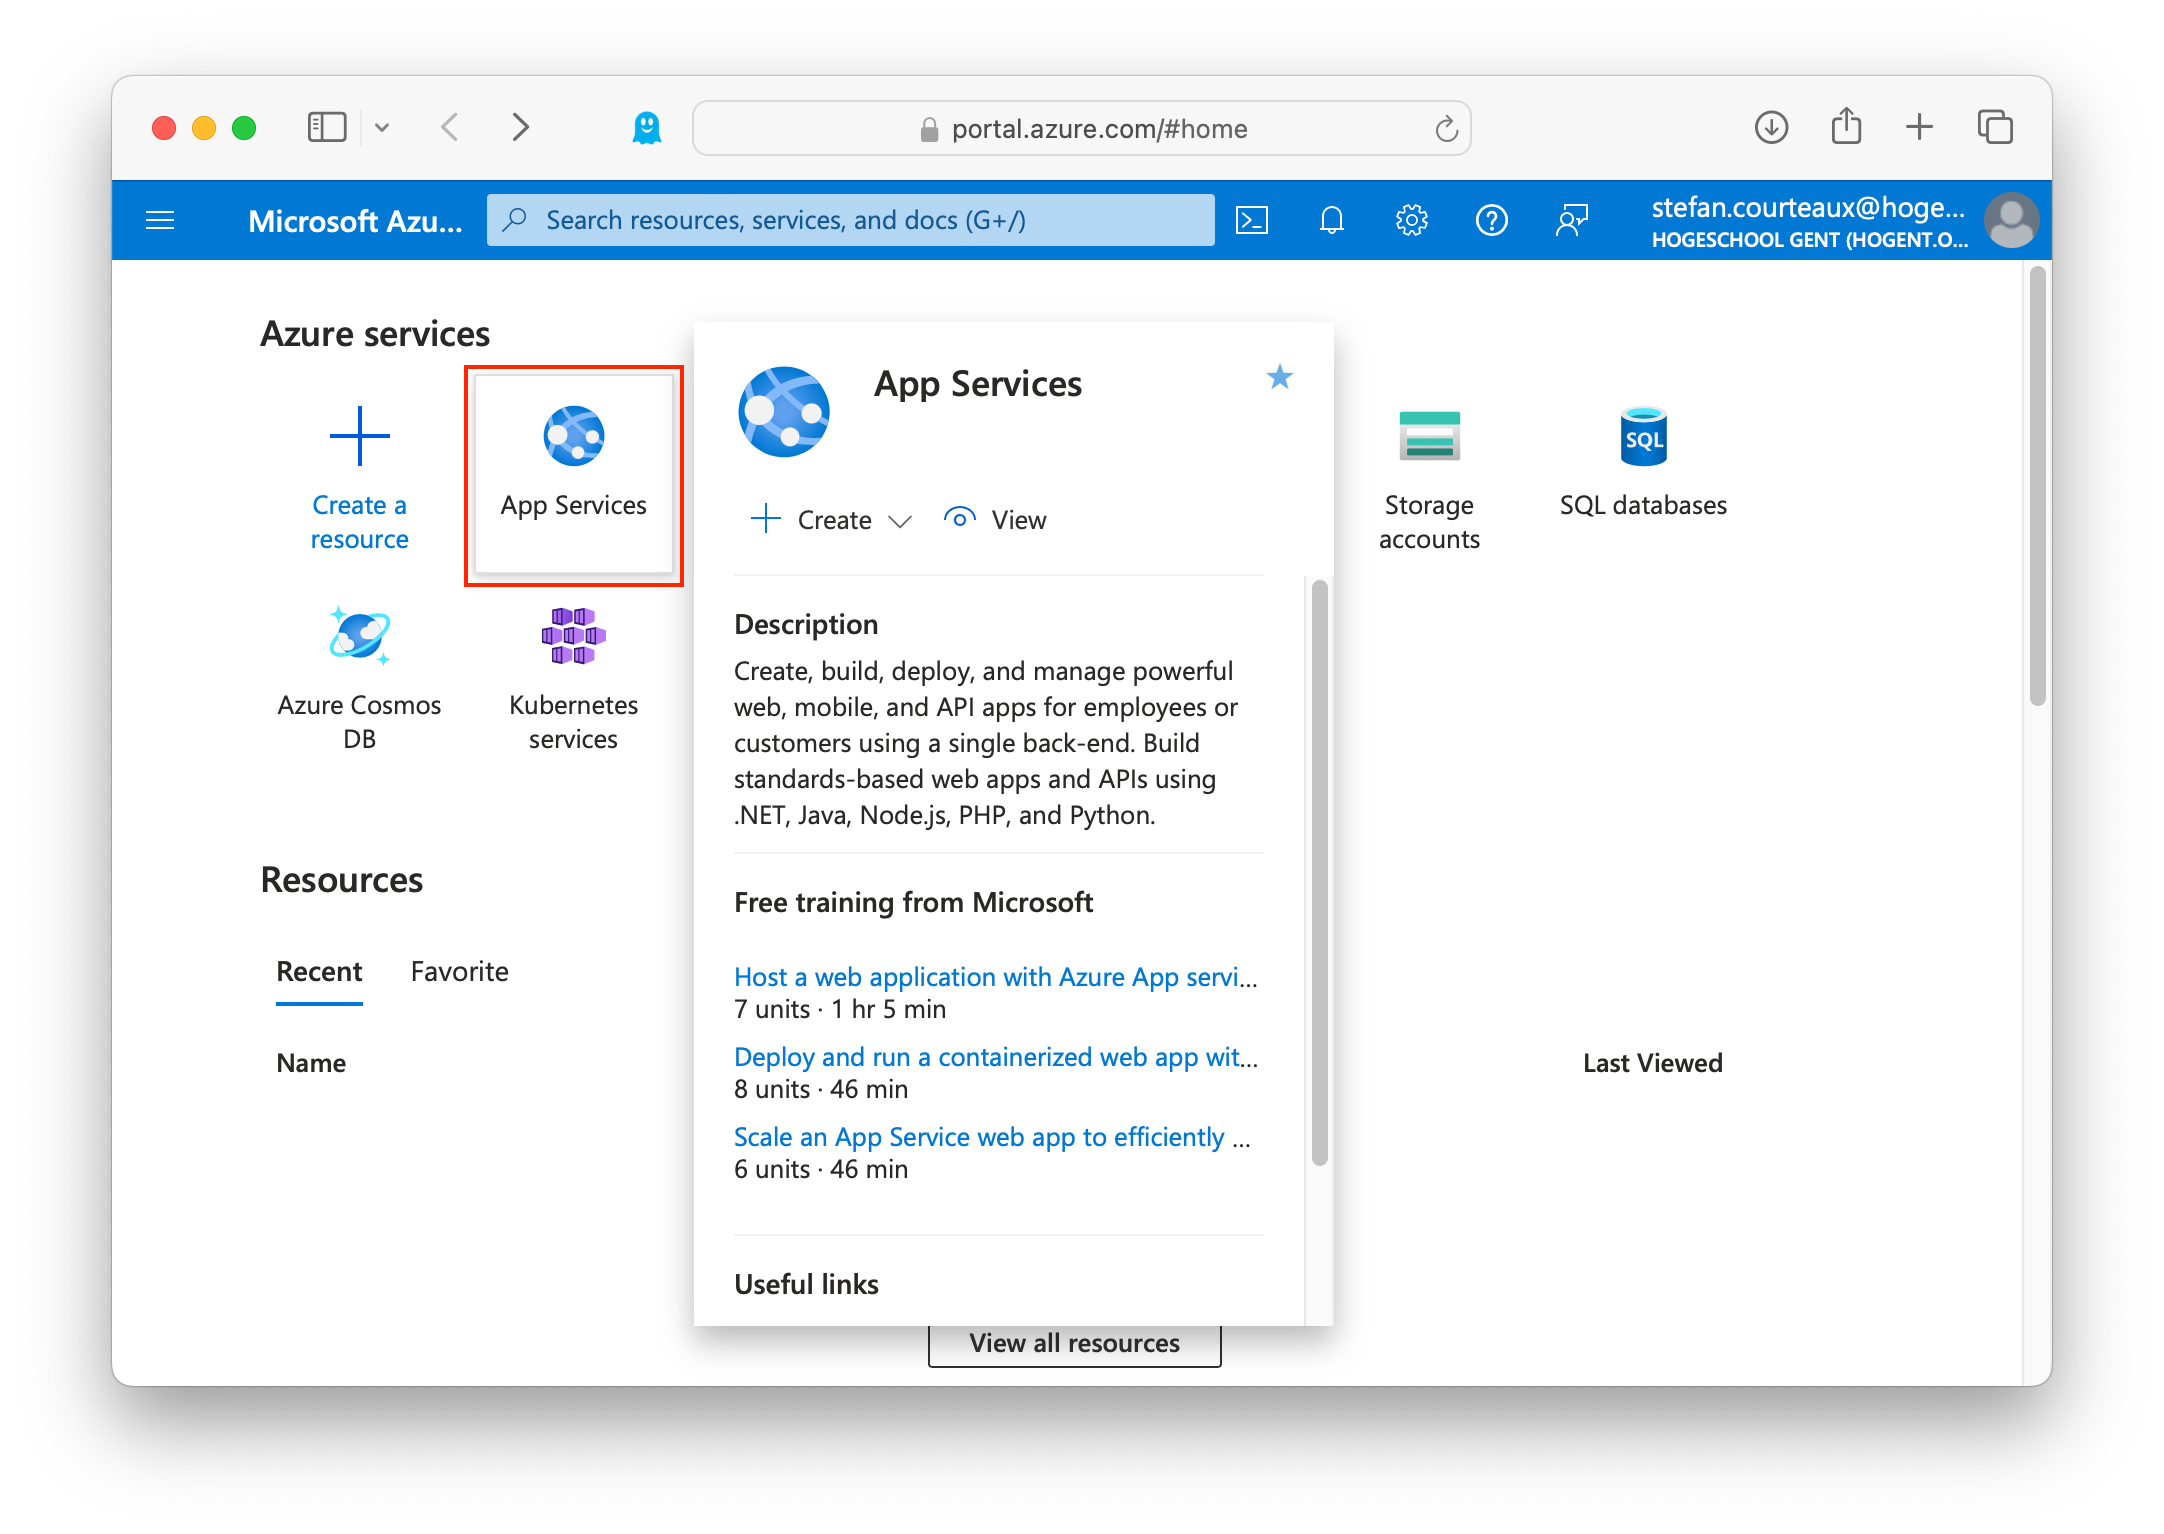 portal.azure.com/#home
Microsoft Azu...
Search resources, services, and docs (G+/)
stefan.courteaux@hoge...
HOGESCHOOL GENT (HOGENT.O...
Azure services
Create a
resource
App Services
App Services
Create
View
Storage
accounts
SQL
SQL databases
Azure Cosmos
DB
Kubernetes
services
Description
Create, build, deploy, and manage powerful
web, mobile, and API apps for employees or
customers using a single back-end. Build
standards-based web apps and APIs using
.NET, Java, Node.js, PHP, and Python.
Free training from Microsoft
Host a web application with Azure App servi...
7 units · 1 hr 5 min
Deploy and run a containerized web app wit...
8 units · 46 min
Scale an App Service web app to efficiently ...
6 units · 46 min
Useful links
Resources
Recent
Favorite
Name
Last Viewed
View all resources